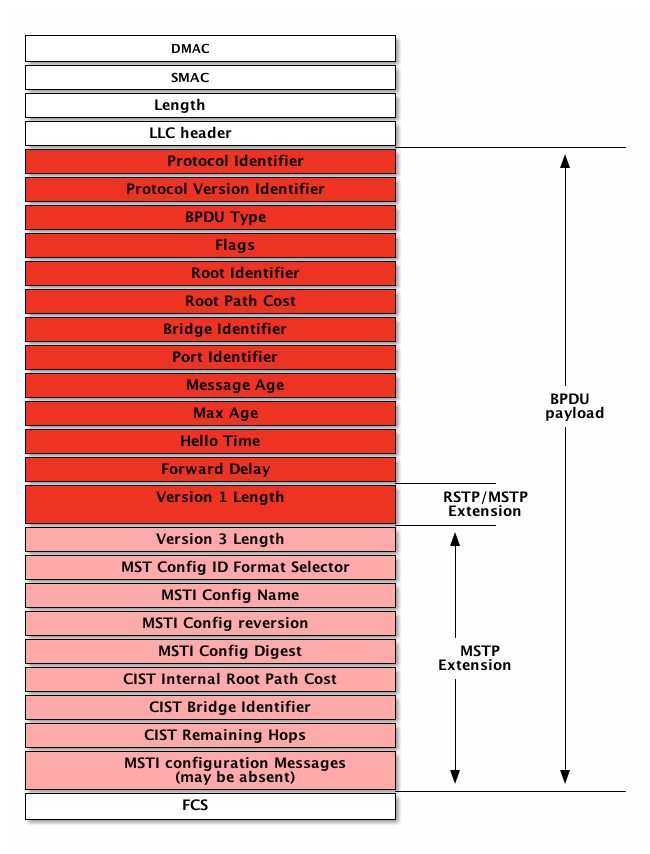 DMAC
SMAC
Length
LLC header
Protocol Identifier
Protocol Version Identifier
BPDU Type
Flags
Root Identifier
Root Path Cost
Bridge Identifier
Port Identifier
Message Age
Max Age
Hello Time
Forward Delay
Version 1 Length
Version 3 Length
MST Config ID Format Selector
MSTI Config Name
MSTI Config reversion
MSTI Config Digest
CIST Internal Root Path Cost
CIST Bridge Identifier
CIST Remaining Hops
MSTI configuration Messages
(may be absent)
FCS
RSTP/MSTP
Extension
MSTP
Extension
BPDU
payload